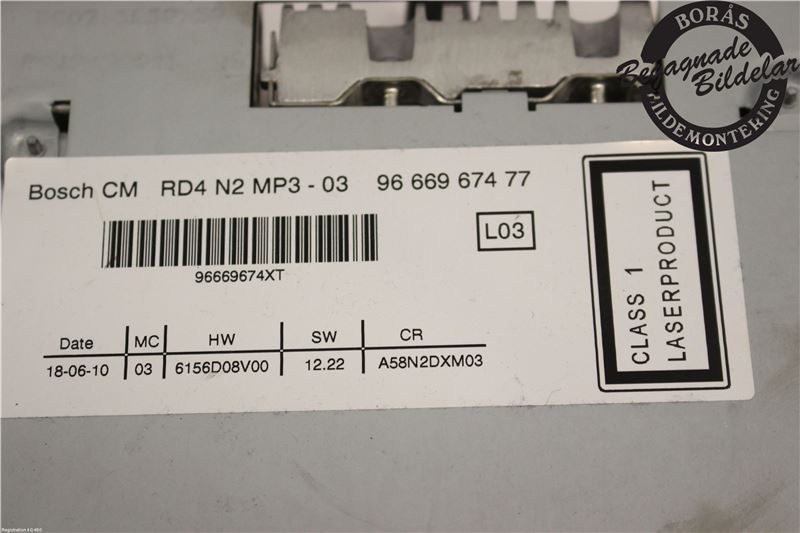 BORÅS
Begagnade
Bildelar
BILDEMONTERING
Bosch CM RD4 N2 MP3 - 03 96 669 674 77
L03
96669674XT
CLASS 1
LASERPRODUCT
Date MC HW SW CR
18-06-10 03 6156D08V00 12.22 A58N2DXM03